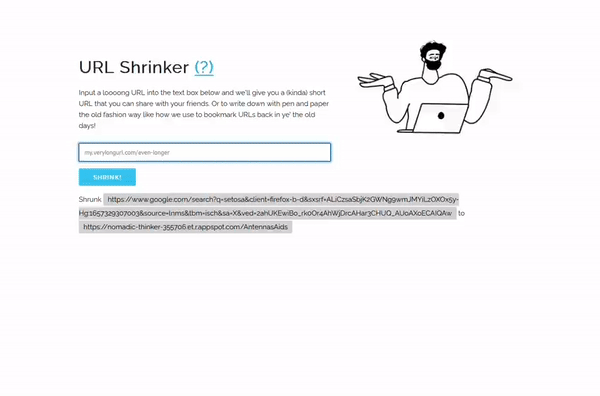 URL Shrinker (?)
Input a loooong URL into the text box below and we'll give you a (kinda) short
URL that you can share with your friends. Or to write down with pen and paper
the old fashion way like how we use to bookmark URLs back in ye' the old
days!
my.verylongurl.com/even-longer
SHRINK!
Shrunk https://www.google.com/search?q=setosa&client=firefox-b-d&sxsrf=
Hg:1657329307003&source=lnms&tbm=isch&sa=X&ved= to
https://nomadic-thinker-355706.et.r.appspot.com/AntennasAids